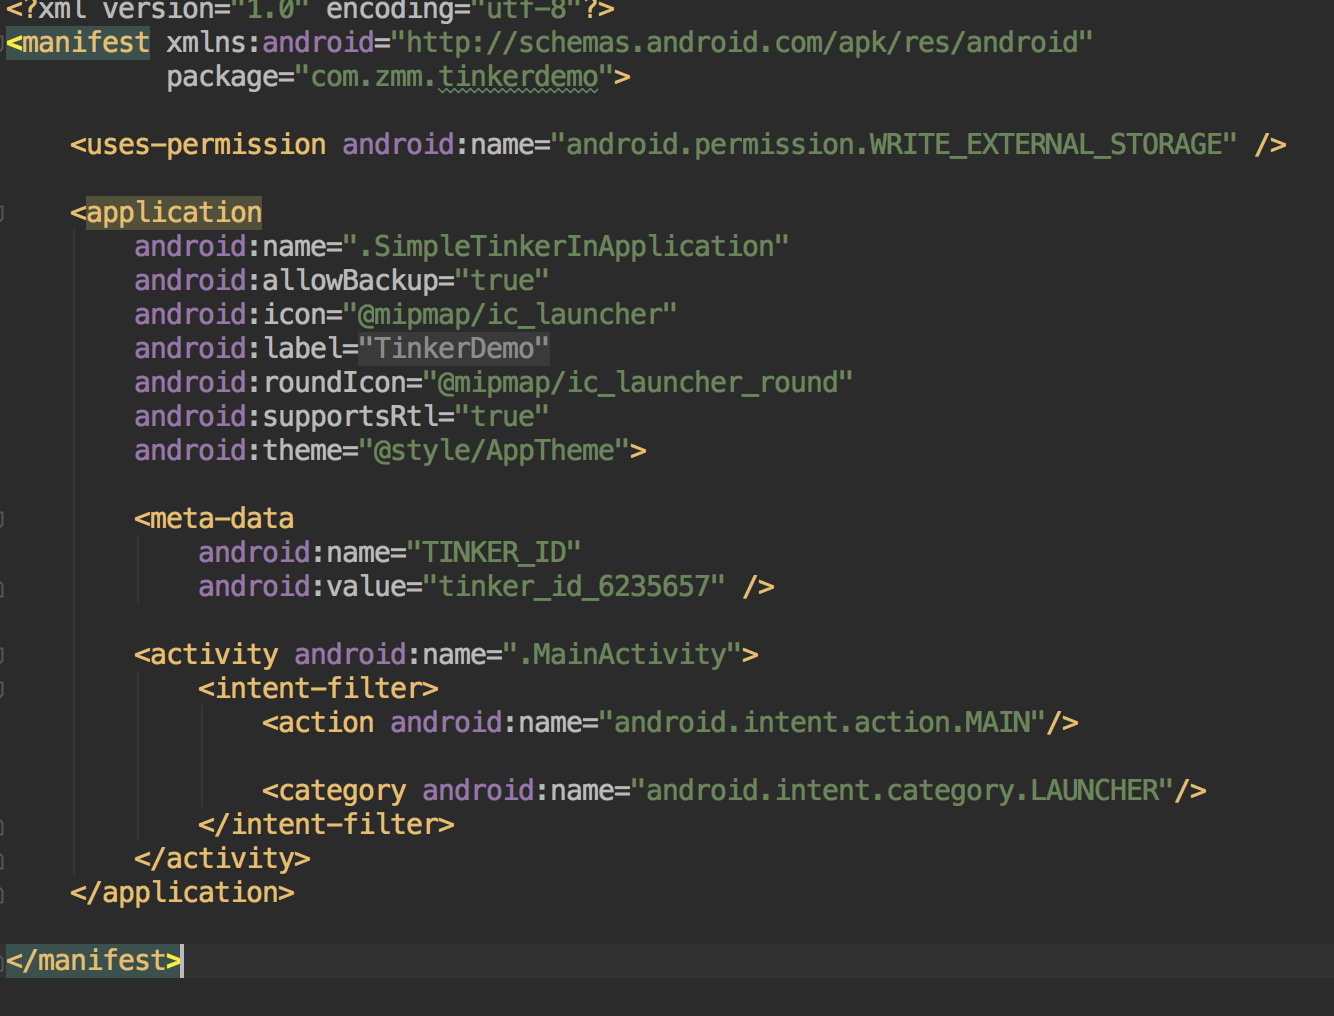 <?xml version="1.0" encoding="utf-8"?>
<manifest xmlns:android="http://schemas.android.com/apk/res/android"
package="com.zmm.tinkerdemo">
<uses-permission android:name="android.permission.WRITE_EXTERNAL_STORAGE" />
<application
android:name=".SimpleTinkerInApplication"
android:allowBackup="true"
android:icon="@mipmap/ic_launcher"
android:label="TinkerDemo"
android:roundIcon="@mipmap/ic_launcher_round"
android:supportsRtl="true"
android:theme="@style/AppTheme">
<meta-data
android:name="TINKER_ID"
android:value="tinker_id_6235657" />
<activity android:name=".MainActivity">
<intent-filter>
<action android:name="android.intent.action.MAIN"/>
<category android:name="android.intent.category.LAUNCHER"/>
</intent-filter>
</activity>
</application>
</manifest>